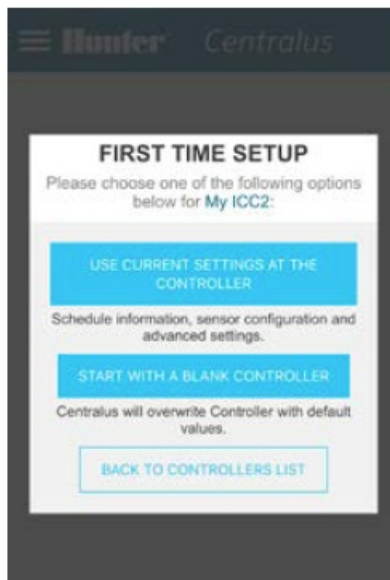 Hunter Centralus
FIRST TIME SETUP
Please choose one of the following options
below for My ICC2:
USE CURRENT SETTINGS AT THE
CONTROLLER
Schedule information, sensor configuration and
advanced settings.
START WITH A BLANK CONTROLLER
Centralus will overwrite Controller with default
values.
BACK TO CONTROLLERS LIST